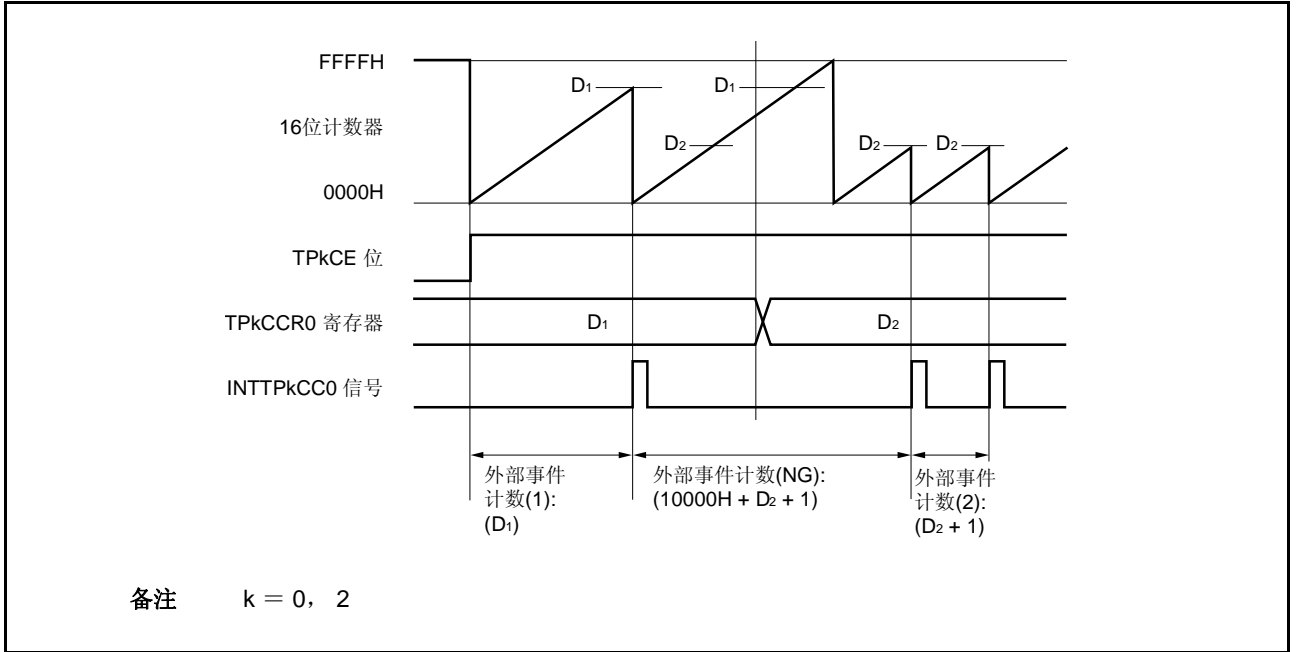 FFFFH
16位计数器
0000H
D1
D1
D2
D2
D2
TPkCE 位
TPkCCR0 寄存器
D1
D2
INTTPkCC0 信号
外部事件
计数(1):
(D1)
外部事件计数(NG):
(10000H + D2 + 1)
外部事件
计数(2):
(D2 + 1)
备注 k = 0, 2